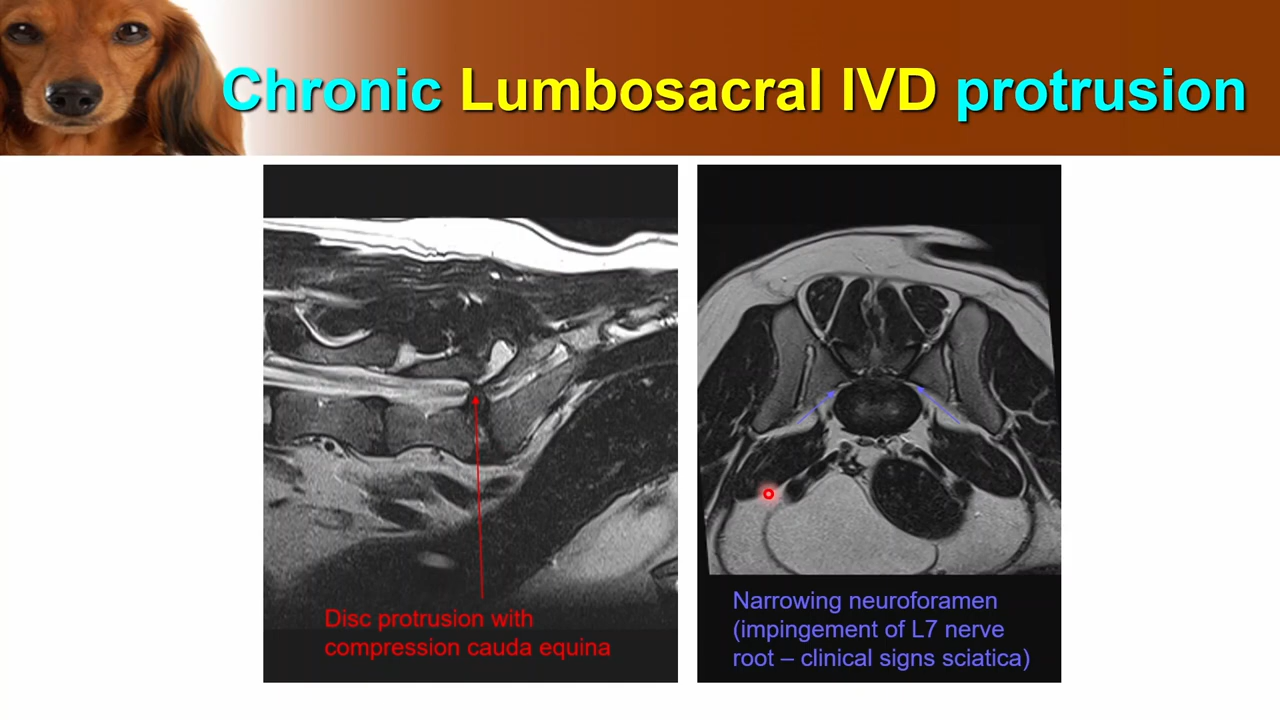 Chronic Lumbosacral IVD protrusion
Disc protrusion with
compression cauda equina
Narrowing neuroforamen
(impingement of L7 nerve
root – clinical signs sciatica)